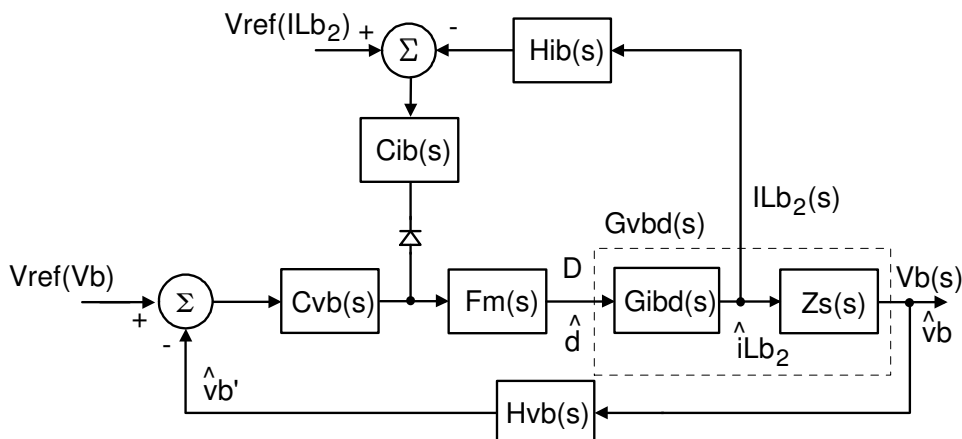 Vref(ILb₂)
+
-
Σ
Hib(s)
Cib(s)
ILb₂(s)
Gvbd(s)
Vref(Vb)
+
-
Σ
Cvb(s)
Fm(s)
D
d̂
Gibd(s)
îLb₂
Zs(s)
Vb(s)
v̂b
v̂b'
Hvb(s)